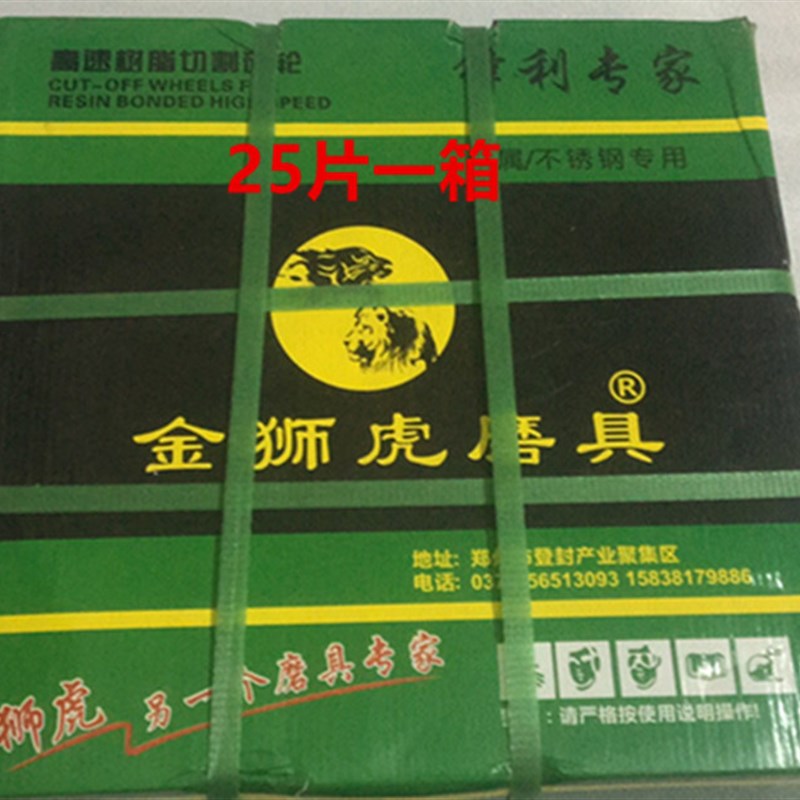 高速树脂切割砂轮
CUT-OFF WHEELS F
RESIN BONDED HIGH SPEED
锋利专家
属/不锈钢专用
25片一箱
®
金狮虎磨具
地址: 郑州市登封产业聚集区
电话: 037 56513093 15838179886
狮虎 另一个磨具专家
:请严格按使用说明操作!